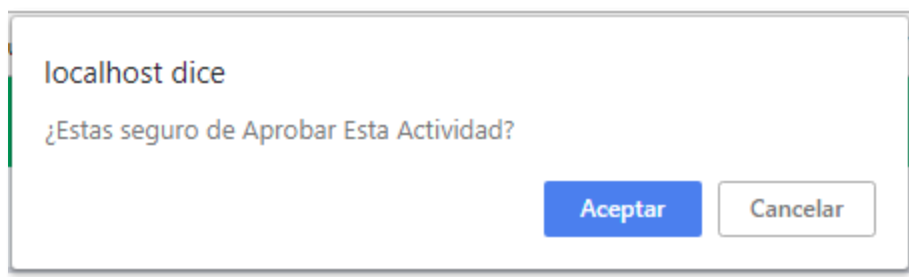 localhost dice
¿Estas seguro de Aprobar Esta Actividad?
Aceptar
Cancelar